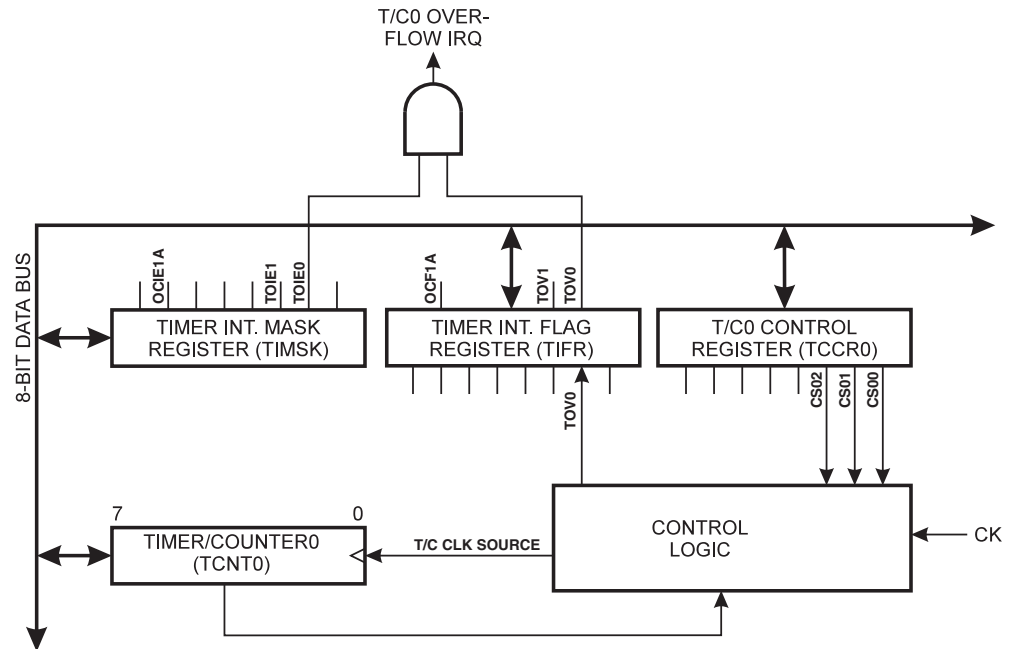 T/C0 OVER-
FLOW IRQ
8-BIT DATA BUS
OCIE1A
TOIE1
TOIE0
OCF1A
TOV1
TOV0
TIMER INT. MASK
REGISTER (TIMSK)
TIMER INT. FLAG
REGISTER (TIFR)
T/C0 CONTROL
REGISTER (TCCR0)
TOV0
CS02
CS01
CS00
7
0
TIMER/COUNTER0
(TCNT0)
T/C CLK SOURCE
CONTROL
LOGIC
CK